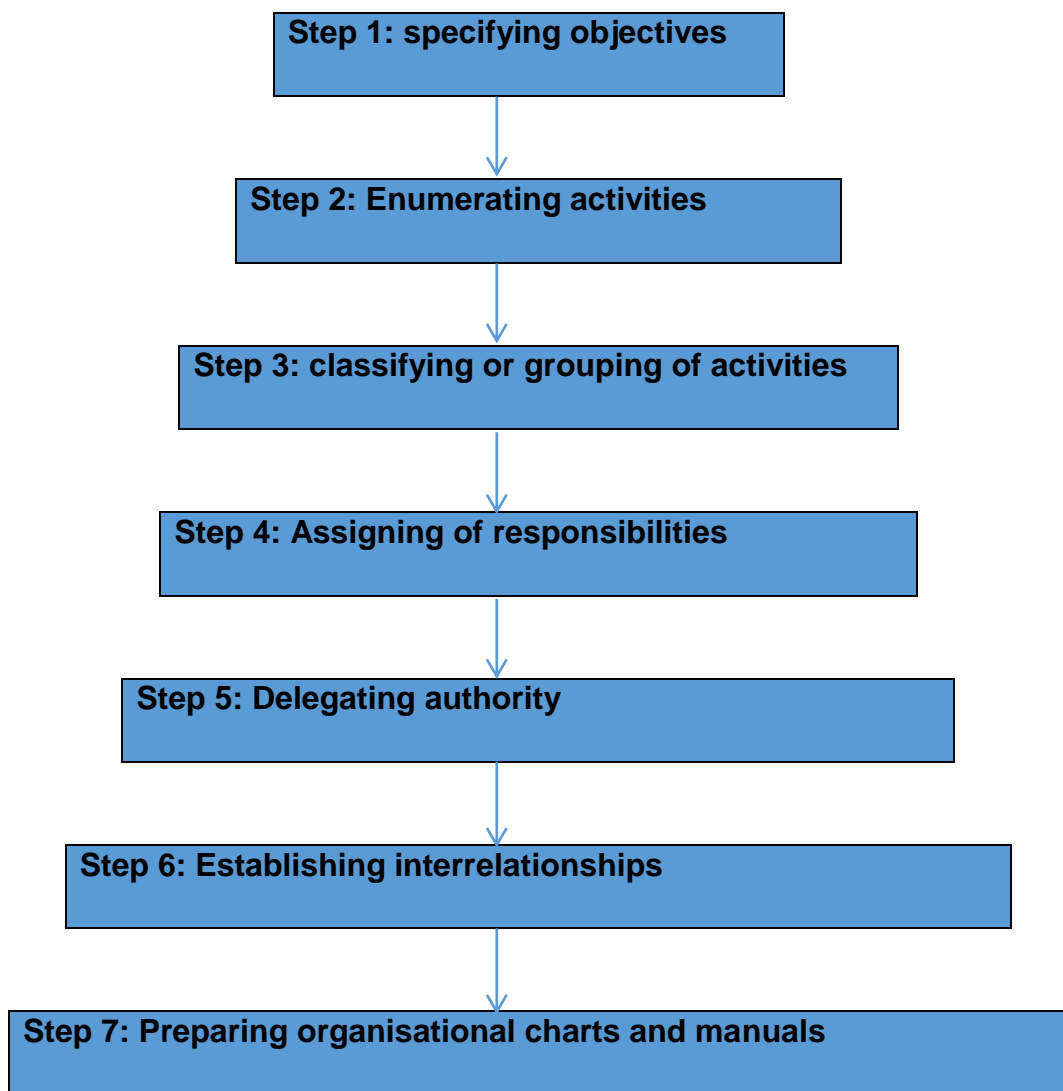 Step 1: specifying objectives
Step 2: Enumerating activities
Step 3: classifying or grouping of activities
Step 4: Assigning of responsibilities
Step 5: Delegating authority
Step 6: Establishing interrelationships
Step 7: Preparing organisational charts and manuals